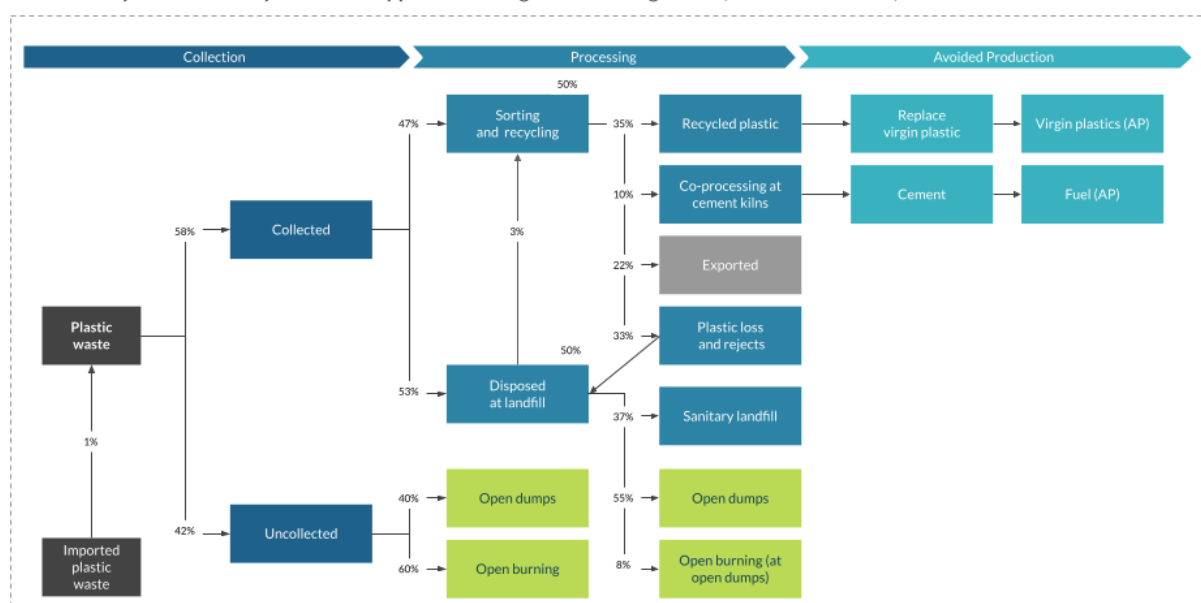 Collection
Processing
Avoided Production
50%
47%
Sorting
and recycling
35%
Recycled plastic
Replace
virgin plastic
Virgin plastics (AP)
10%
Co-processing at
cement kilns
Cement
Fuel (AP)
58%
Collected
3%
22%
Exported
Plastic
waste
33%
Plastic loss
and rejects
50%
53%
Disposed
at landfill
37%
Sanitary landfill
1%
40%
Open dumps
55%
Open dumps
42%
Uncollected
Imported
plastic
waste
60%
Open burning
8%
Open burning (at
open dumps)